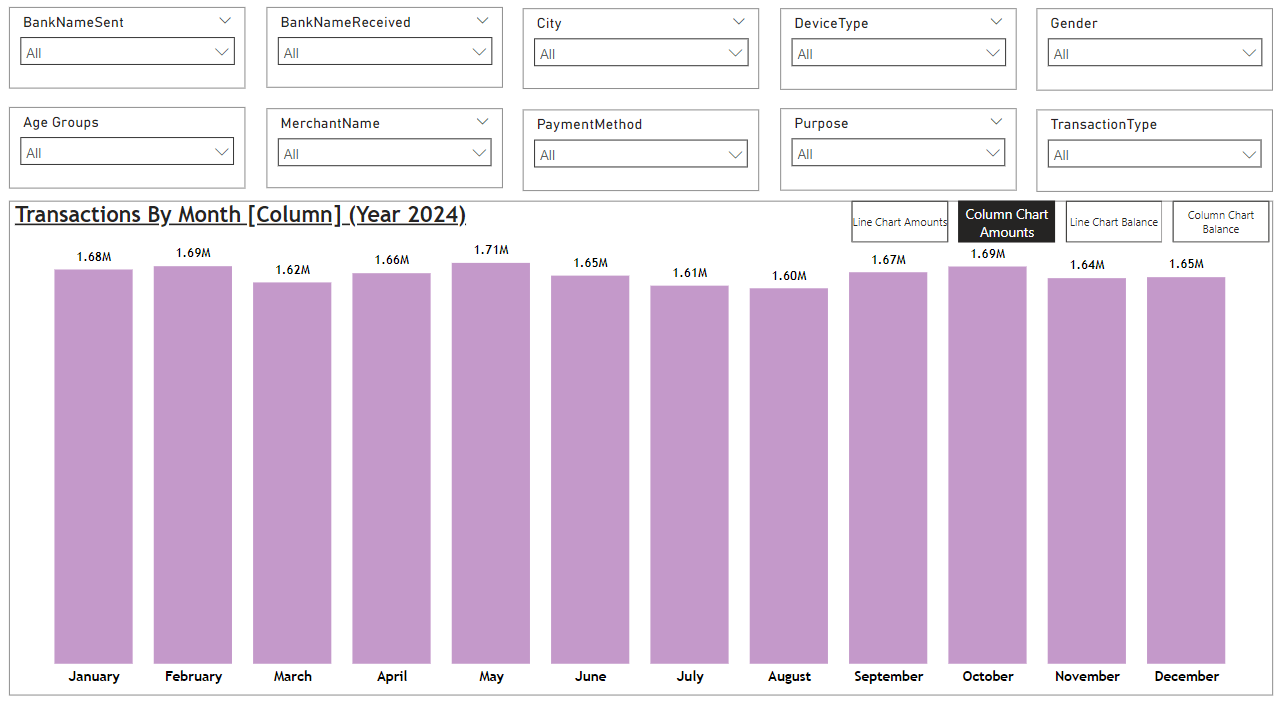 BankNameSent
BankNameReceived
City
DeviceType
Gender
All
All
All
All
All
Age Groups
MerchantName
PaymentMethod
Purpose
TransactionType
All
All
All
All
All
Transactions By Month [Column] (Year 2024)
Line Chart Amounts
Column Chart
Amounts
Line Chart Balance
Column Chart
Balance
1.68M
1.69M
1.62M
1.66M
1.71M
1.65M
1.61M
1.60M
1.67M
1.69M
1.64M
1.65M
January
February
March
April
May
June
July
August
September
October
November
December